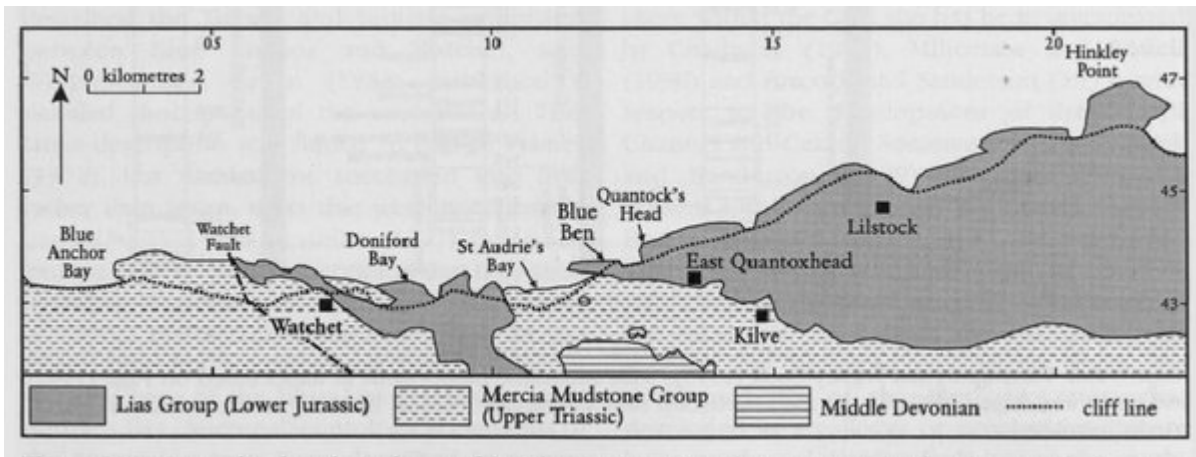 05 10 15 20
Hinkley
Point
N
0 kilometres 2
47
Quantock's
Head
45
Blue
Ben
Lilstock
Watchet
Fault
Doniford
Bay
St Audrie's
Bay
Blue
Anchor
Bay
East Quantoxhead
43
Watchet
Kilve
Lias Group (Lower Jurassic)
Mercia Mudstone Group
(Upper Triassic)
Middle Devonian
cliff line